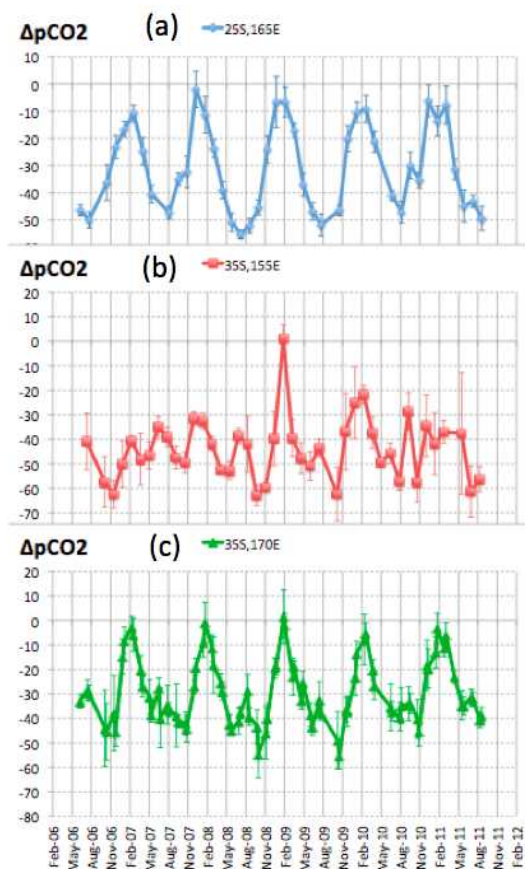 ΔpCO2 (a) 25S,165E
10
0
-10
-20
-30
-40
-50
ΔpCO2 (b) 35S,155E
20
10
0
-10
-20
-30
-40
-50
-60
-70
ΔpCO2 (c) 35S,170E
20
10
0
-10
-20
-30
-40
-50
-60
-70
-80
Feb-06
May-06
Aug-06
Nov-06
Feb-07
May-07
Aug-07
Nov-07
Feb-08
May-08
Aug-08
Nov-08
Feb-09
May-09
Aug-09
Nov-09
Feb-10
May-10
Aug-10
Nov-10
Feb-11
May-11
Aug-11
Nov-11
Feb-12